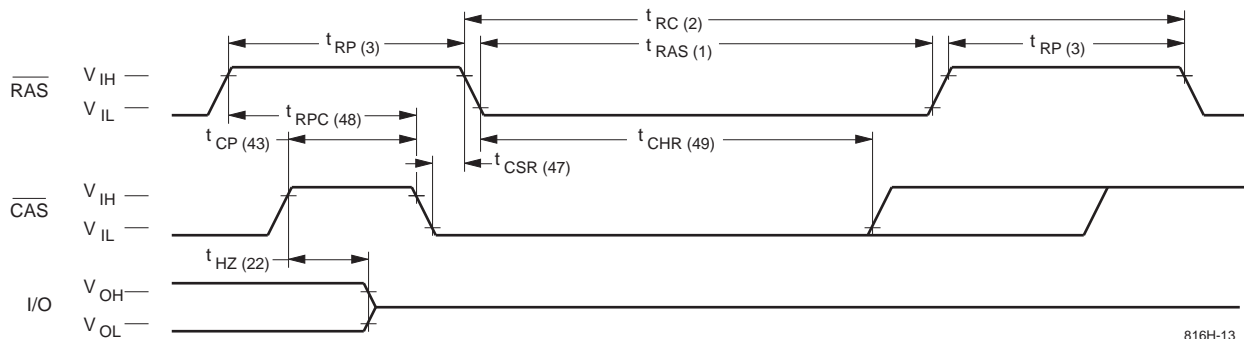 t RC (2)
t RP (3) t RAS (1) t RP (3)
RAS V IH
V IL
t RPC (48)
t CP (43) t CHR (49)
t CSR (47)
CAS V IH
V IL
t HZ (22)
I/O V OH
V OL
816H-13